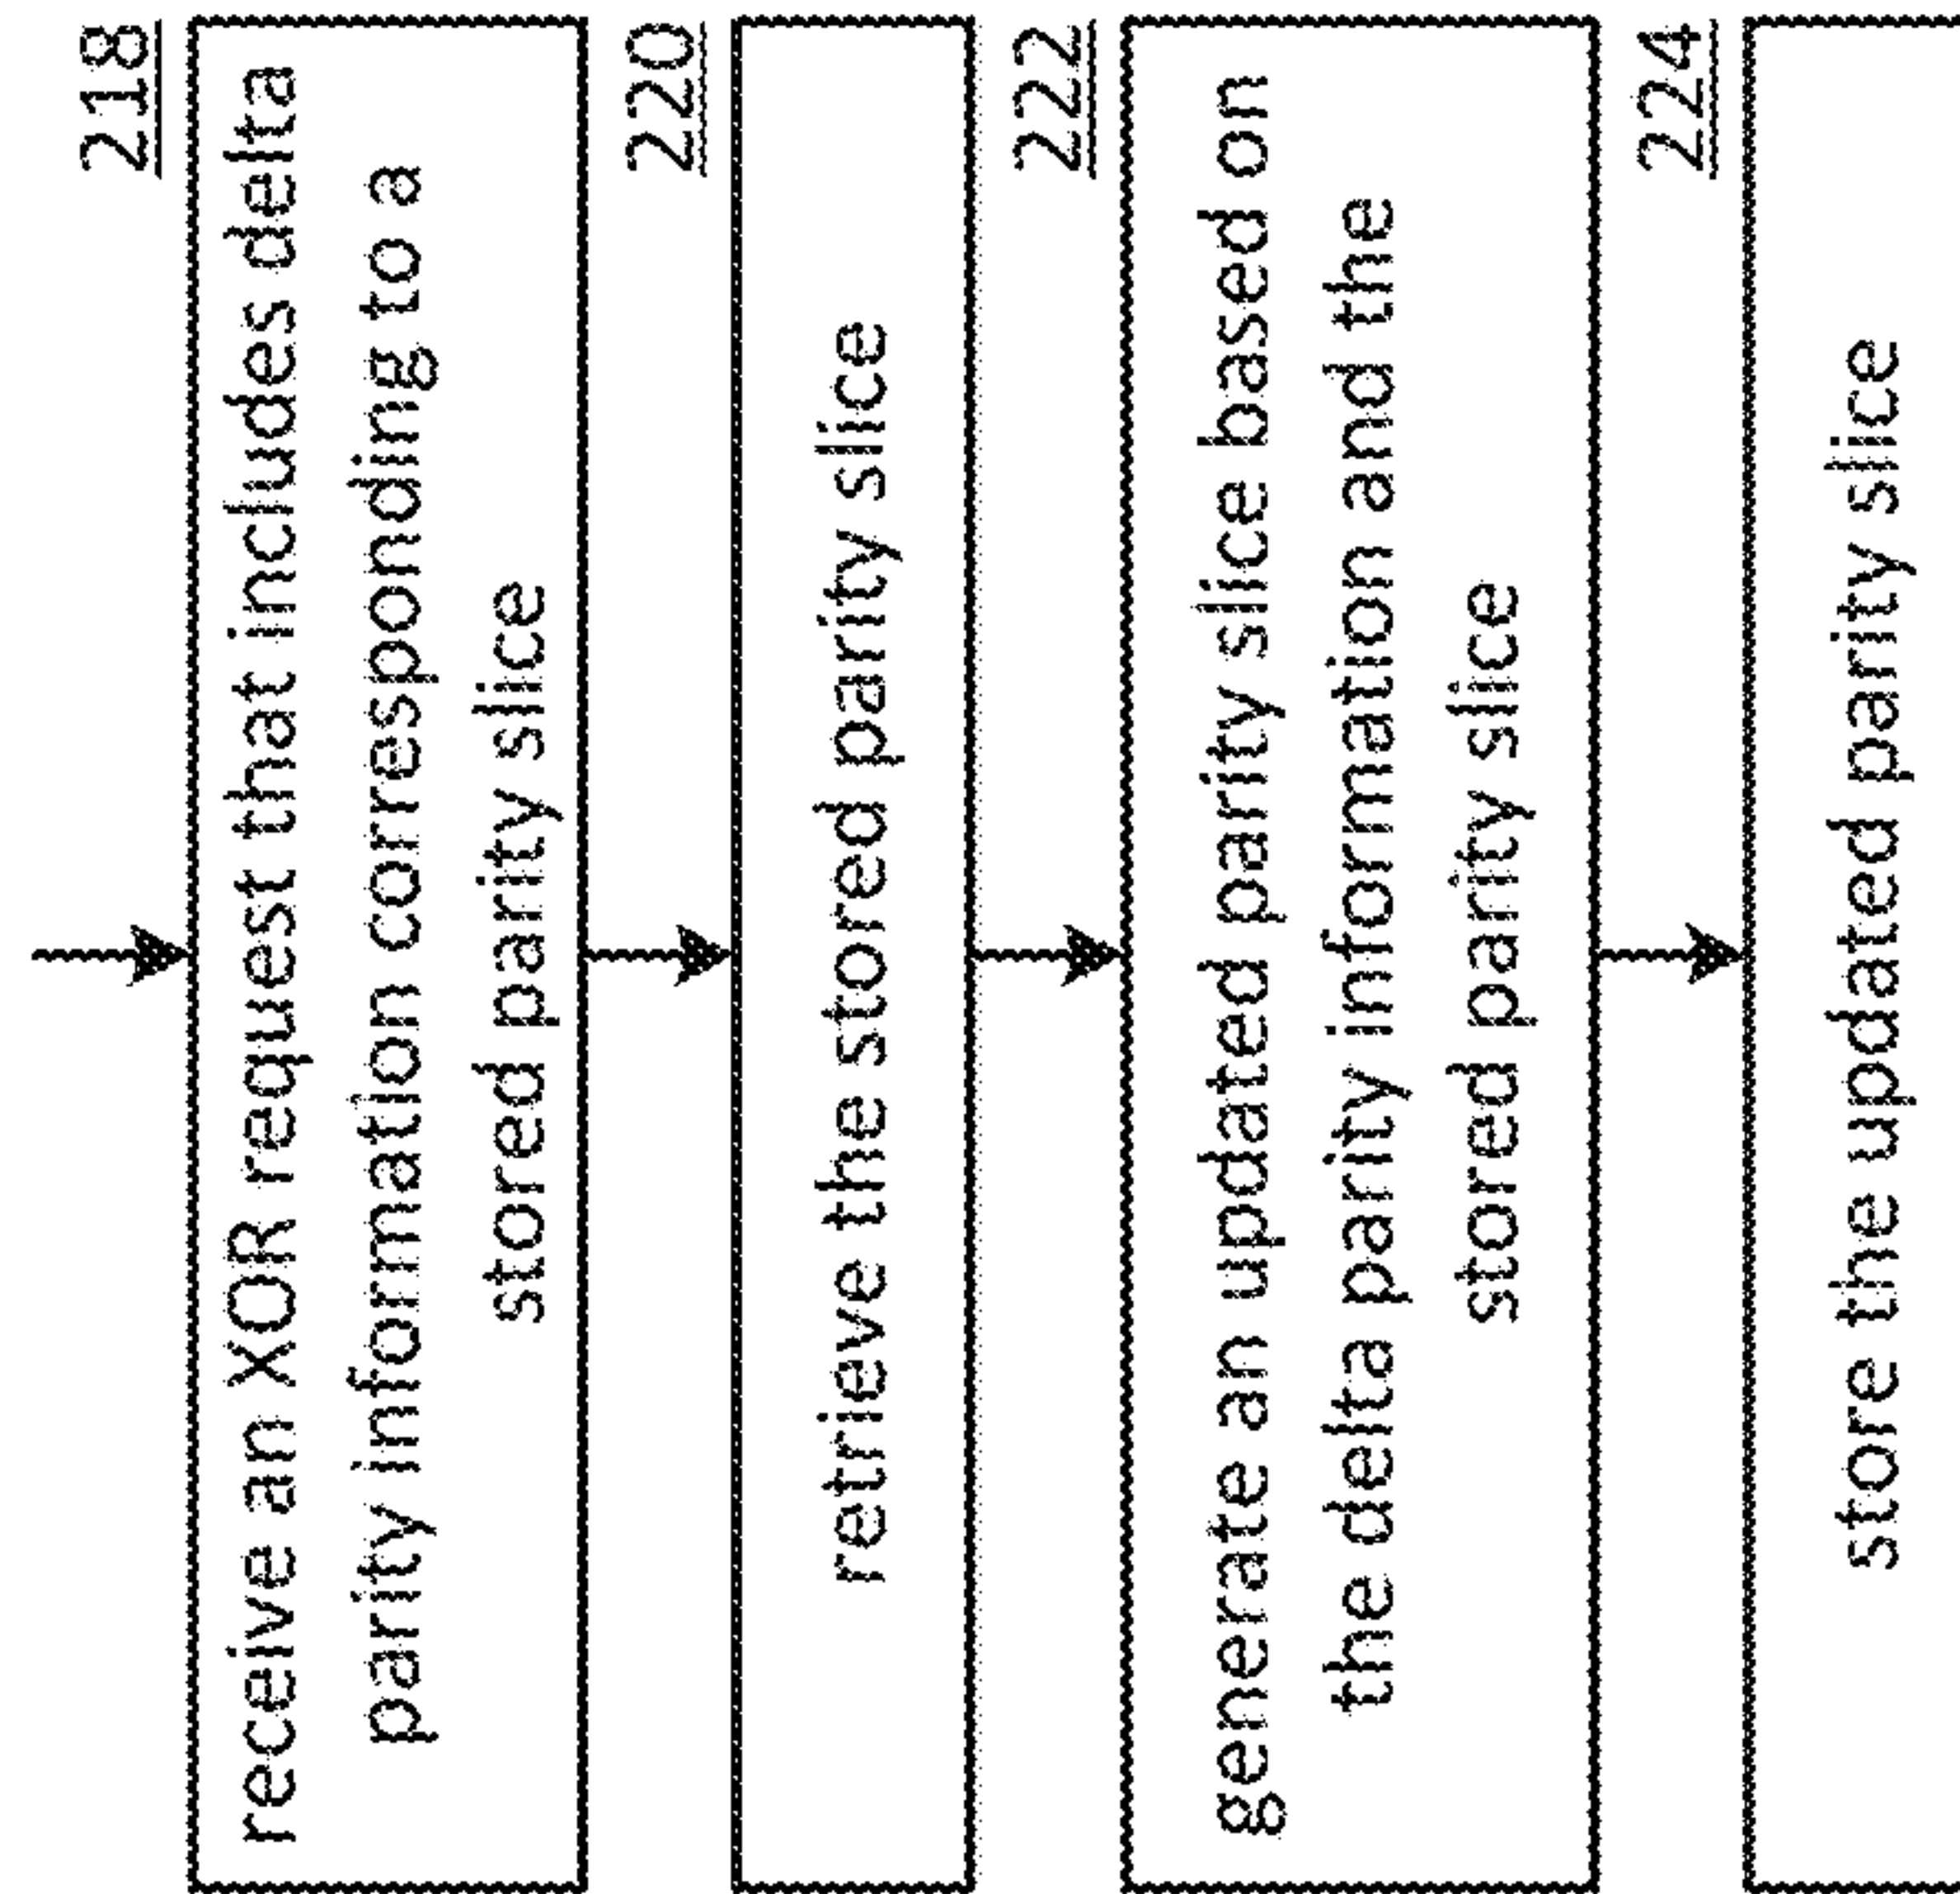 218
receive an XOR request that includes delta
parity information corresponding to a
stored parity slice
220
retrieve the stored parity slice
222
generate an updated parity slice based on
the delta parity information and the
stored parity slice
224
store the updated parity slice